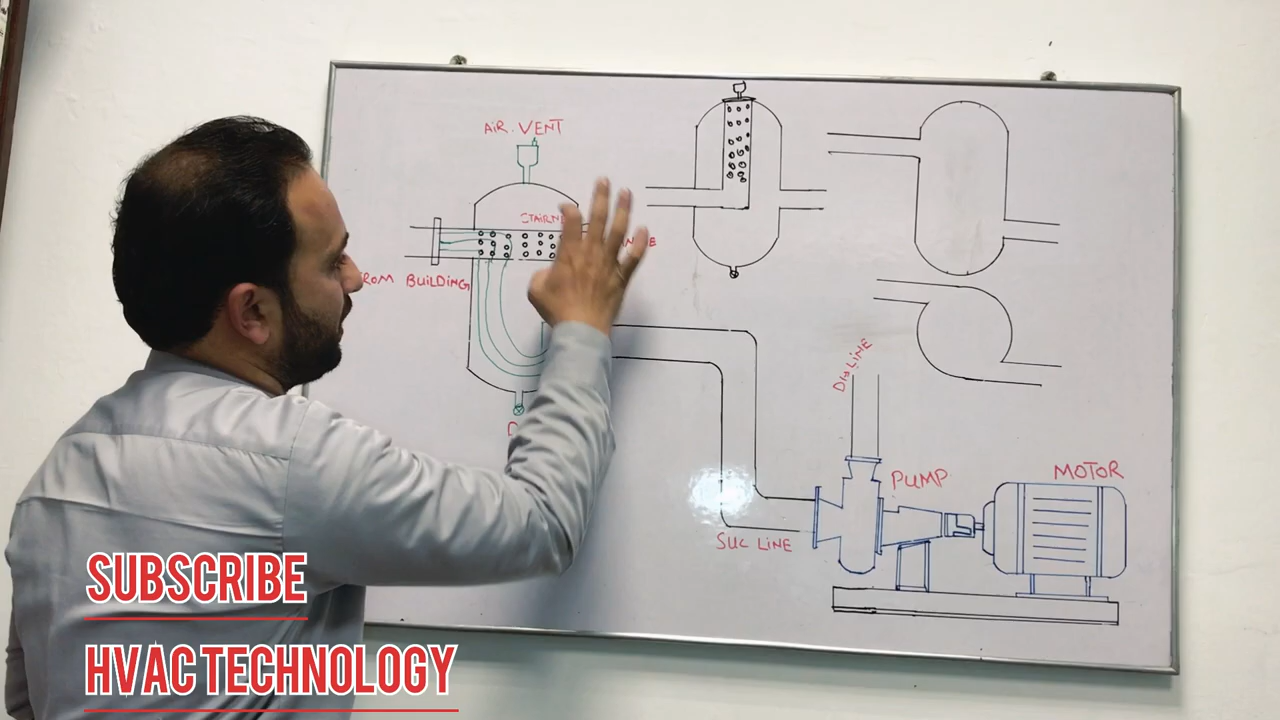 AIR.VENT
ROM BUILDING
DIS LINE
PUMP
MOTOR
SUC LINE
SUBSCRIBE
HVAC TECHNOLOGY